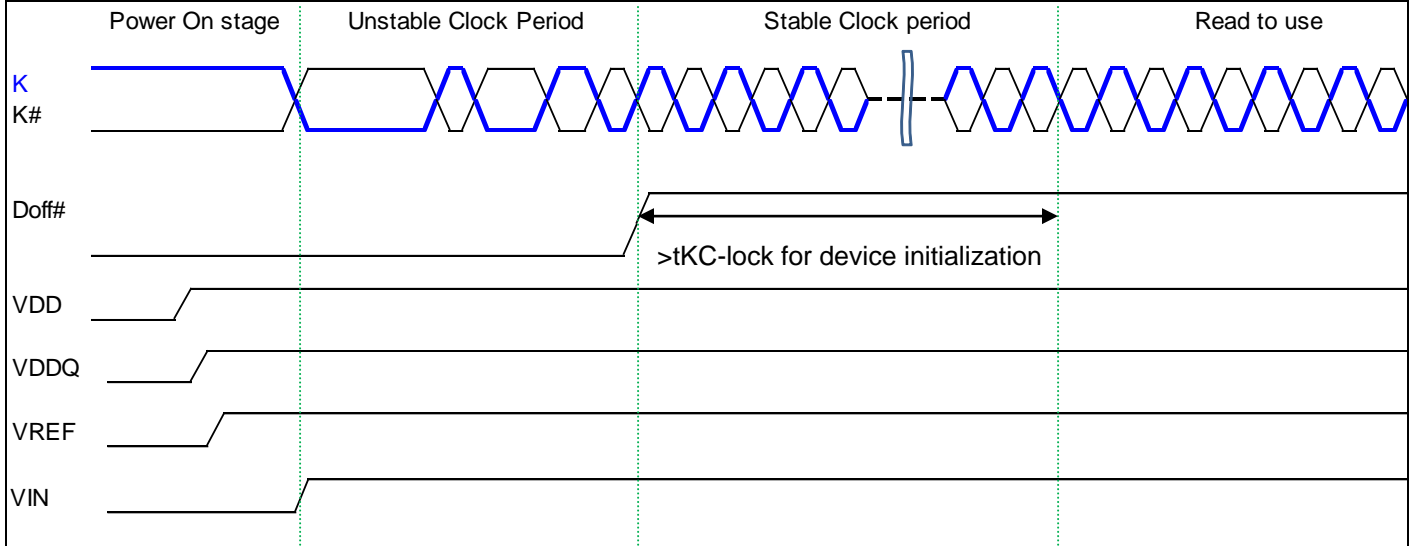 Power On stage Unstable Clock Period Stable Clock period Read to use
K
K#
Doff#
>tKC-lock for device initialization
VDD
VDDQ
VREF
VIN